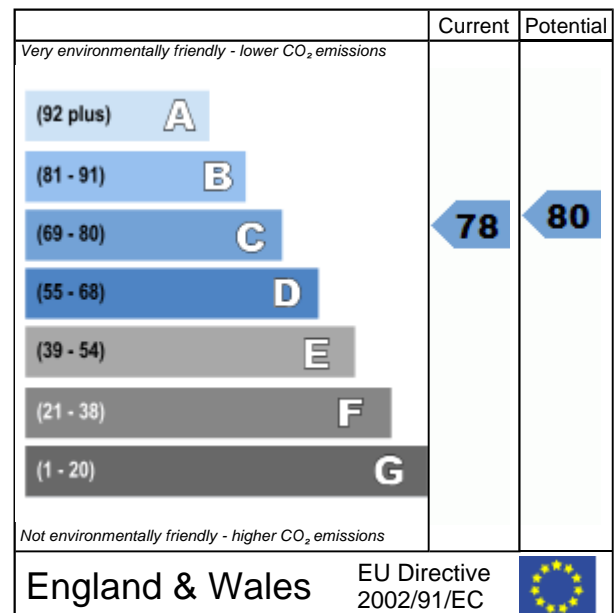 Current Potential
Very environmentally friendly - lower CO₂ emissions
(92 plus) A
(81 - 91) B
(69 - 80) C
78 80
(55 - 68) D
(39 - 54) E
(21 - 38) F
(1 - 20) G
Not environmentally friendly - higher CO₂ emissions
England & Wales
EU Directive
2002/91/EC